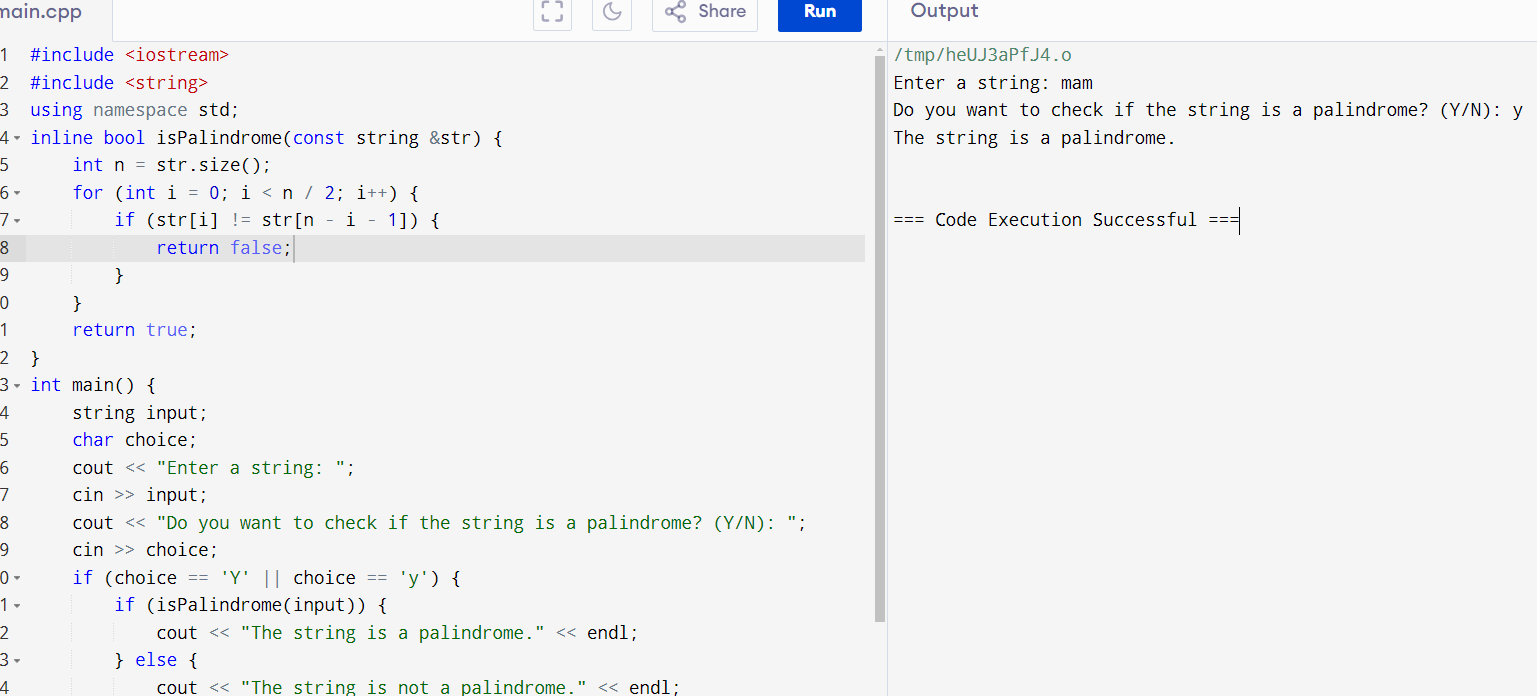 main.cpp
Share
Run
Output
1 #include <iostream>
2 #include <string>
3 using namespace std;
4 inline bool isPalindrome(const string &str) {
5     int n = str.size();
6     for (int i = 0; i < n / 2; i++) {
7         if (str[i] != str[n - i - 1]) {
8             return false;
9         }
0     }
1     return true;
2 }
3 int main() {
4     string input;
5     char choice;
6     cout << "Enter a string: ";
7     cin >> input;
8     cout << "Do you want to check if the string is a palindrome? (Y/N): ";
9     cin >> choice;
0     if (choice == 'Y' || choice == 'y') {
1         if (isPalindrome(input)) {
2             cout << "The string is a palindrome." << endl;
3         } else {
4             cout << "The string is not a palindrome." << endl;
/tmp/heUJ3aPfJ4.o
Enter a string: mam
Do you want to check if the string is a palindrome? (Y/N): y
The string is a palindrome.
=== Code Execution Successful ===